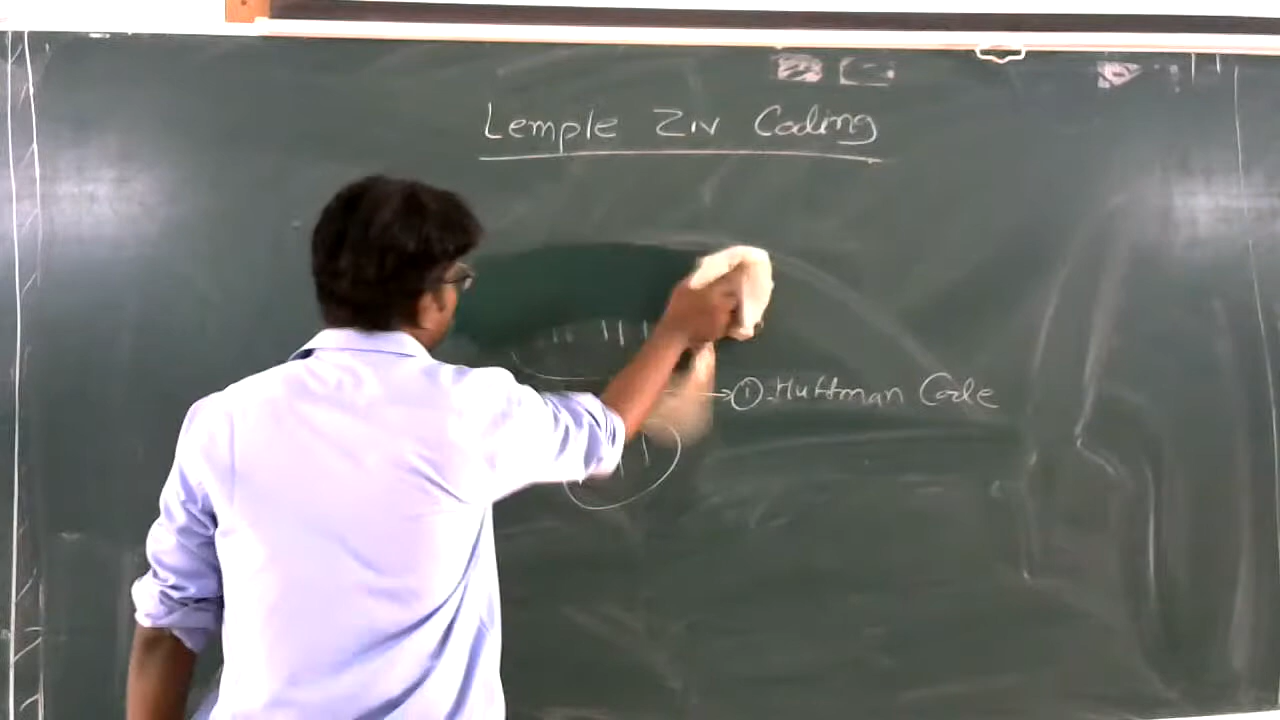 Lemple Ziv Coding
→ ① Huffman Code